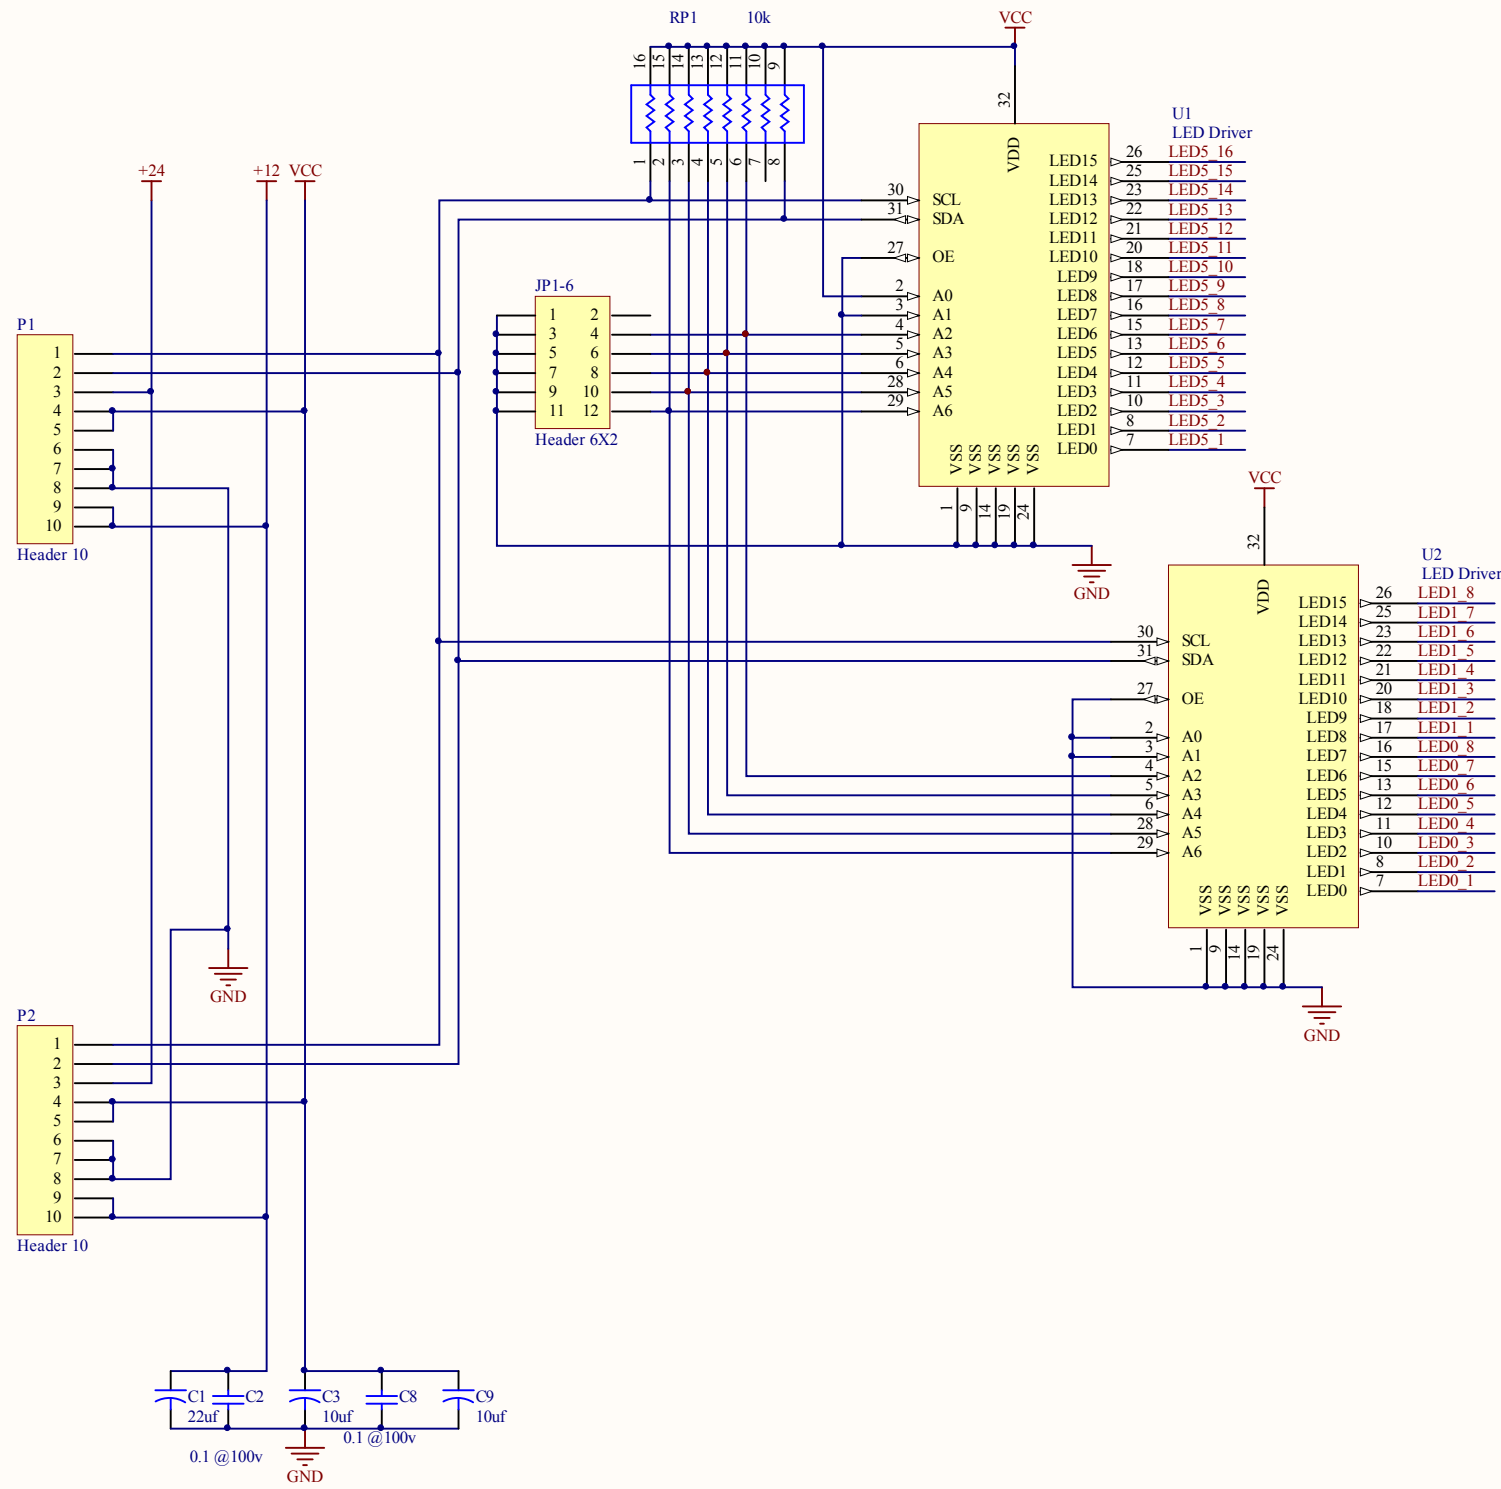 RP1 10k VCC
16 15 14 13 12 11 10 9
32
U1
LED Driver
1 2 3 4 5 6 7 8
VDD
+24 +12 VCC
LED15 26 LED5_16
LED14 25 LED5_15
30 SCL LED13 23 LED5_14
31 SDA LED12 22 LED5_13
LED11 21 LED5_12
27 OE LED10 20 LED5_11
LED9 18 LED5_10
JP1-6
2 A0 LED8 17 LED5_9
1 2 3 A1 LED7 16 LED5_8
3 4 4 A2 LED6 15 LED5_7
5 6 5 A3 LED5 13 LED5_6
7 8 6 A4 LED4 12 LED5_5
9 10 28 A5 LED3 11 LED5_4
11 12 29 A6 LED2 10 LED5_3
Header 6X2
LED1 8 LED5_2
LED0 7 LED5_1
VSS VSS VSS VSS VSS
1 9 14 19 24
GND
P1
1
2
3
4
5
6
7
8
9
10
Header 10
VCC
32
U2
LED Driver
VDD
LED15 26 LED1_8
LED14 25 LED1_7
30 SCL LED13 23 LED1_6
31 SDA LED12 22 LED1_5
LED11 21 LED1_4
27 OE LED10 20 LED1_3
LED9 18 LED1_2
2 A0 LED8 17 LED1_1
3 A1 LED7 16 LED0_8
4 A2 LED6 15 LED0_7
5 A3 LED5 13 LED0_6
6 A4 LED4 12 LED0_5
28 A5 LED3 11 LED0_4
29 A6 LED2 10 LED0_3
LED1 8 LED0_2
LED0 7 LED0_1
VSS VSS VSS VSS VSS
1 9 14 19 24
GND
GND
P2
1
2
3
4
5
6
7
8
9
10
Header 10
C1 C2 C3 C8 C9
22uf 10uf 10uf
0.1 @100v 0.1 @100v
GND